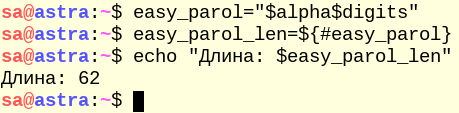 sa@astra:~$ easy_parol="$alpha$digits"
sa@astra:~$ easy_parol_len=${#easy_parol}
sa@astra:~$ echo "Длина: $easy_parol_len"
Длина: 62
sa@astra:~$